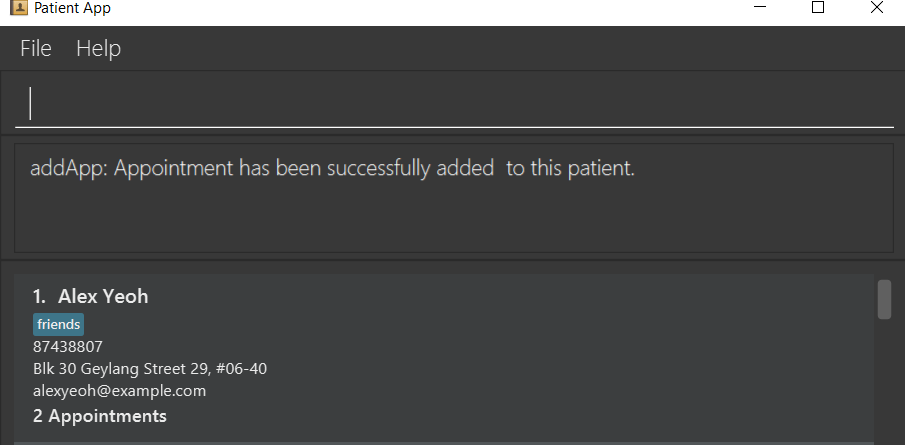 Patient App
File Help
addApp: Appointment has been successfully added  to this patient.
1. Alex Yeoh
friends
87438807
Blk 30 Geylang Street 29, #06-40
alexyeoh@example.com
2 Appointments